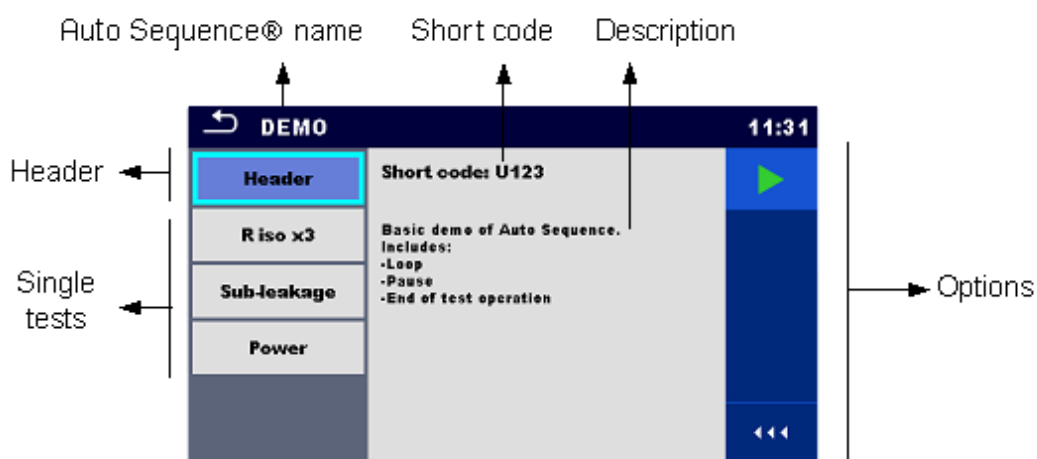 Auto Sequence® name
Short code
Description
DEMO
11:31
Header
Header
Short code: U123
R iso x3
Basic demo of Auto Sequence.
Includes:
-Loop
-Pause
-End of test operation
Single
tests
Sub-leakage
Options
Power